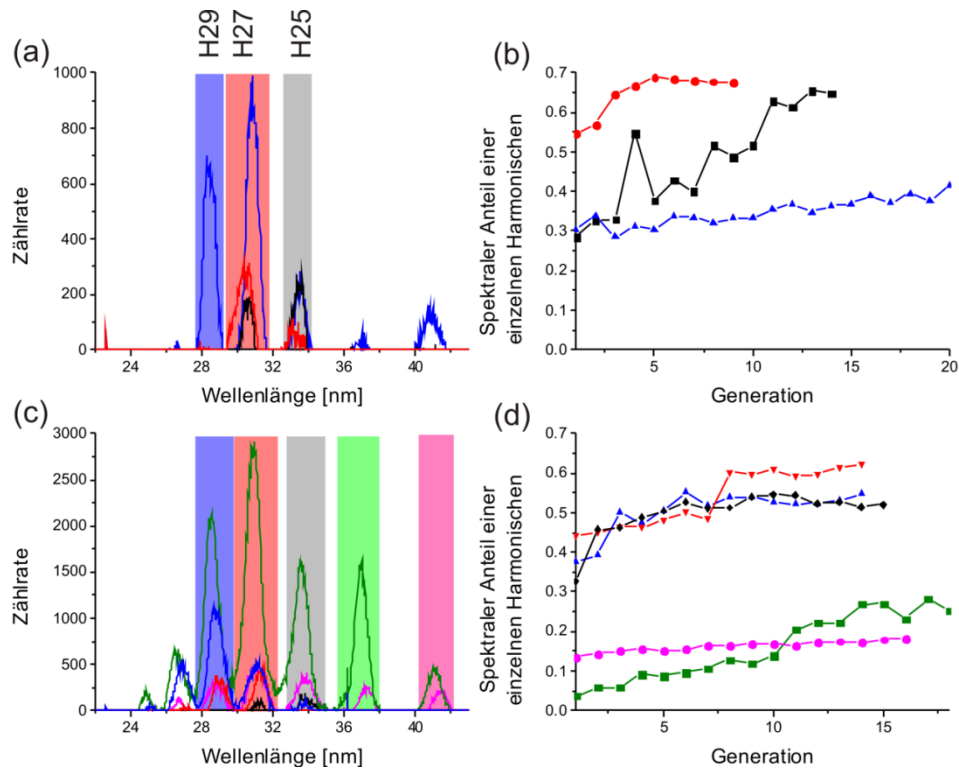 H29
H27
H25
(a)
1000
800
600
400
200
0
Zählrate
24
28
32
36
40
Wellenlänge [nm]
(b)
0.7
0.6
0.5
0.4
0.3
0.2
0.1
0.0
Spektraler Anteil einer
einzelnen Harmonischen
5
10
15
20
Generation
(c)
3000
2500
2000
1500
1000
500
0
Zählrate
24
28
32
36
40
Wellenlänge [nm]
(d)
0.7
0.6
0.5
0.4
0.3
0.2
0.1
0.0
Spektraler Anteil einer
einzelnen Harmonischen
5
10
15
Generation